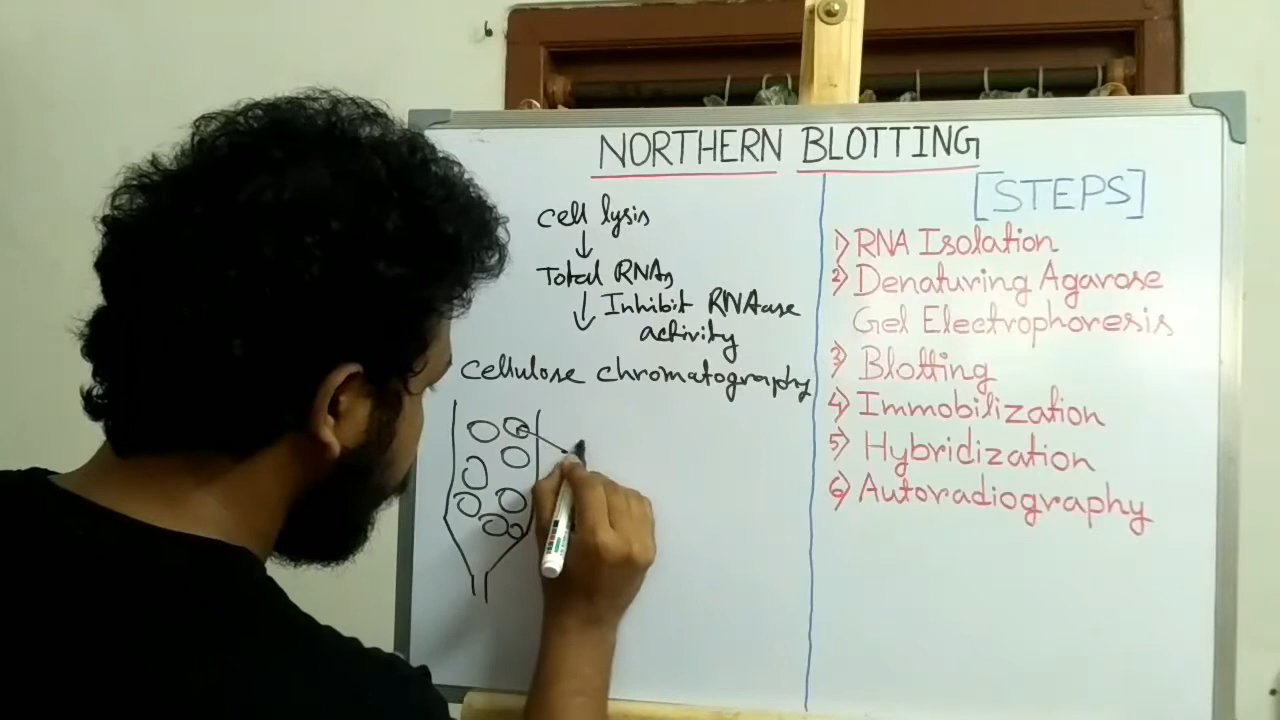 NORTHERN BLOTTING
cell lysis
↓
Total RNAs
↓ Inhibit RNAase
activity
cellulose chromatography
[STEPS]
1) RNA Isolation
2) Denaturing Agarose
Gel Electrophoresis
3) Blotting
4) Immobilization
5) Hybridization
6) Autoradiography